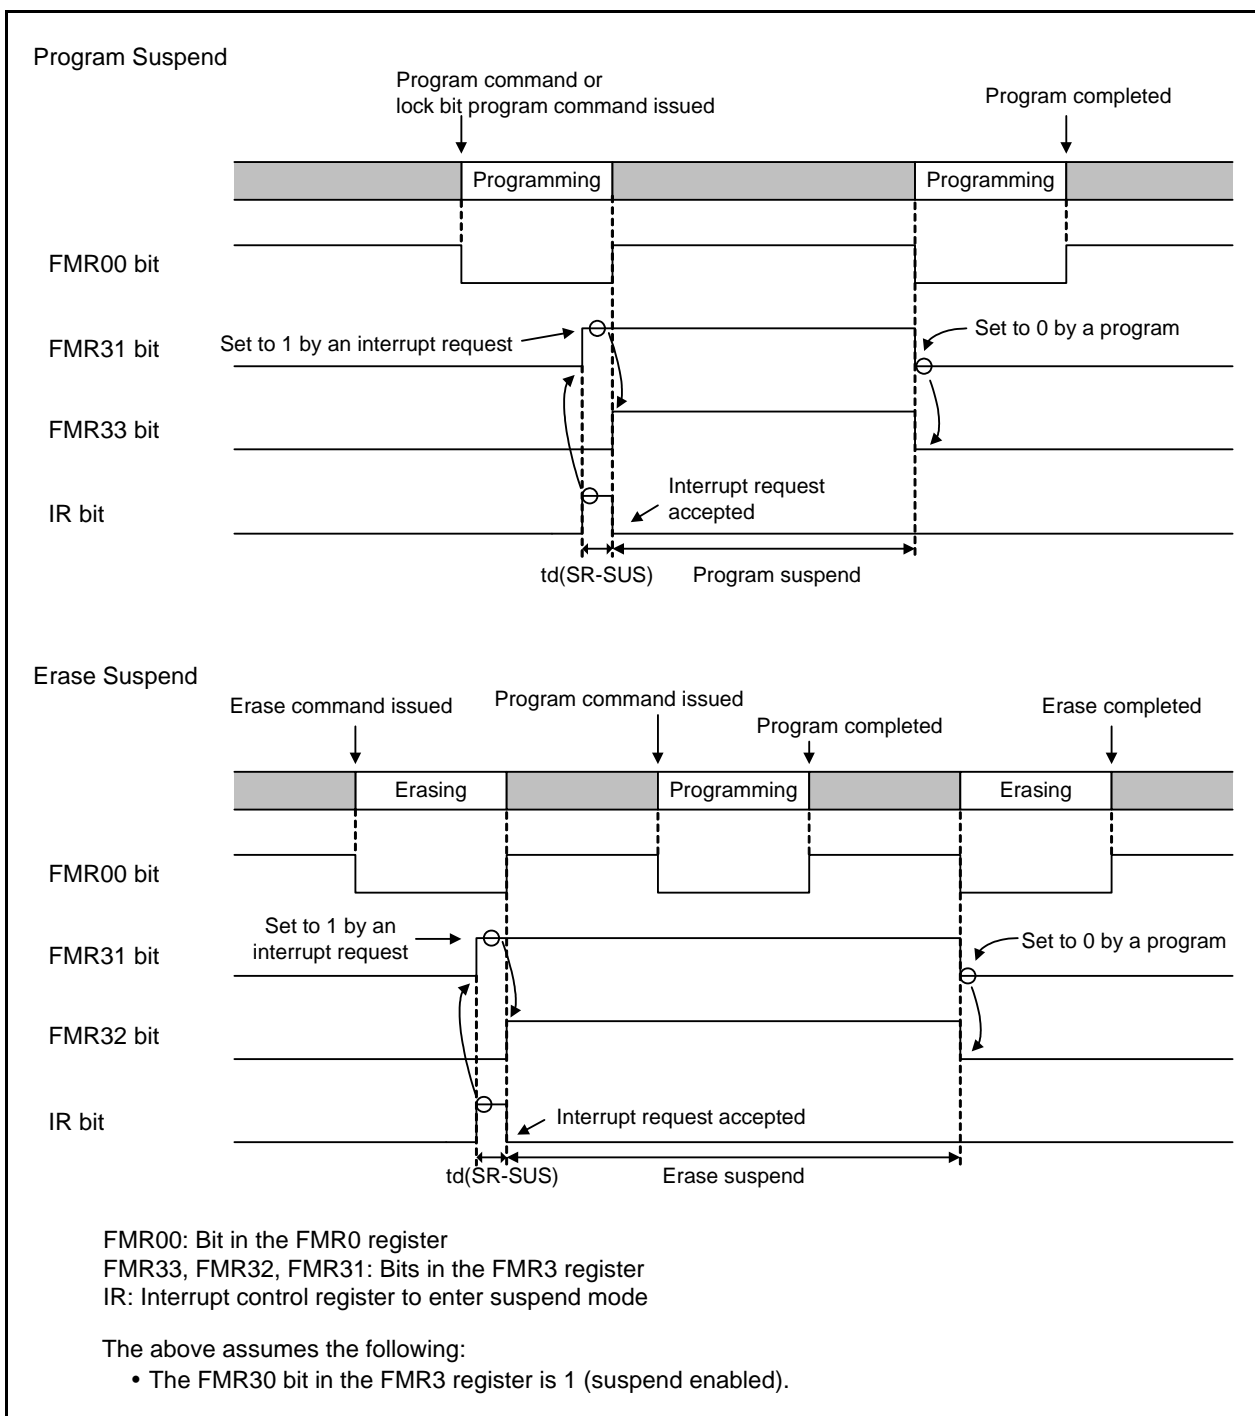 Program Suspend
Program command or
lock bit program command issued
Program completed
Programming
Programming
FMR00 bit
Set to 1 by an interrupt request
Set to 0 by a program
FMR31 bit
FMR33 bit
Interrupt request
accepted
IR bit
td(SR-SUS)
Program suspend
Erase Suspend
Erase command issued
Program command issued
Program completed
Erase completed
Erasing
Programming
Erasing
FMR00 bit
Set to 1 by an
interrupt request
Set to 0 by a program
FMR31 bit
FMR32 bit
Interrupt request accepted
IR bit
td(SR-SUS)
Erase suspend
FMR00: Bit in the FMR0 register
FMR33, FMR32, FMR31: Bits in the FMR3 register
IR: Interrupt control register to enter suspend mode
The above assumes the following:
• The FMR30 bit in the FMR3 register is 1 (suspend enabled).